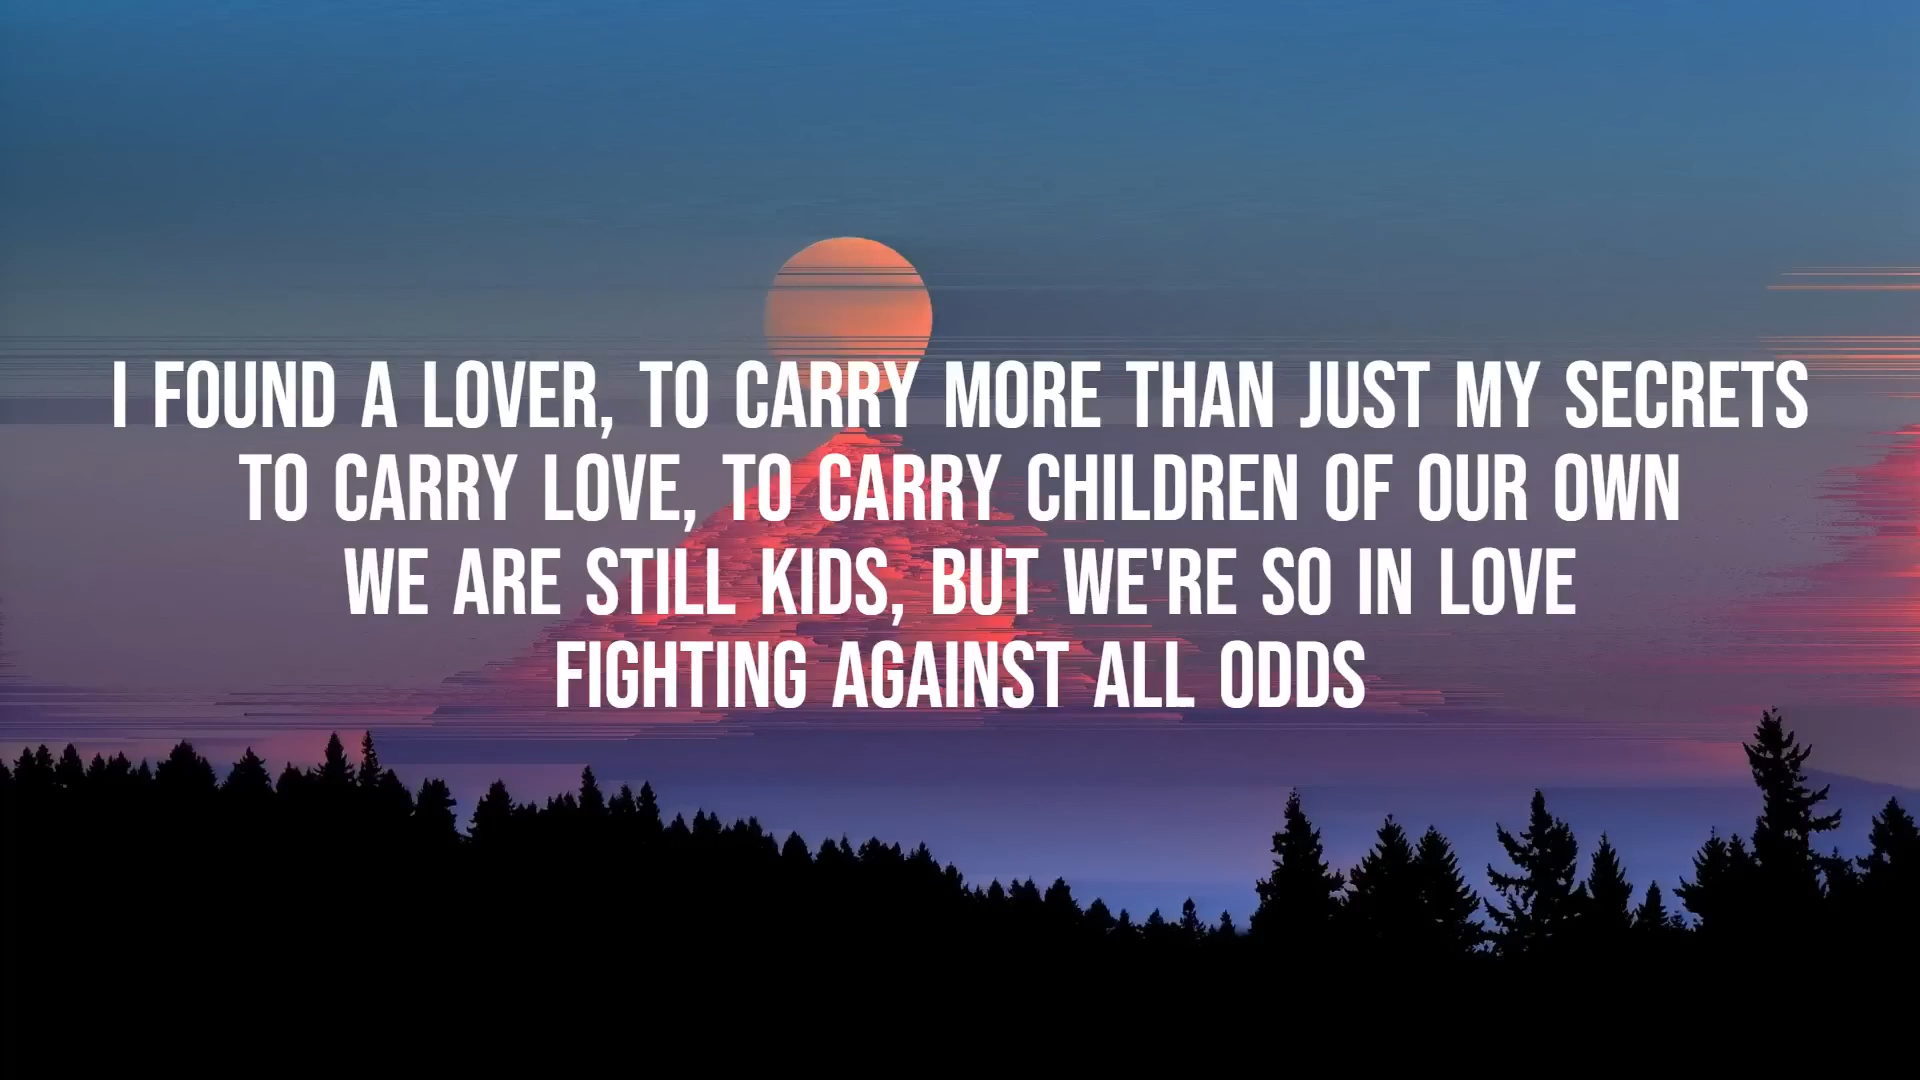 I FOUND A LOVER, TO CARRY MORE THAN JUST MY SECRETS
TO CARRY LOVE, TO CARRY CHILDREN OF OUR OWN
WE ARE STILL KIDS, BUT WE'RE SO IN LOVE
FIGHTING AGAINST ALL ODDS